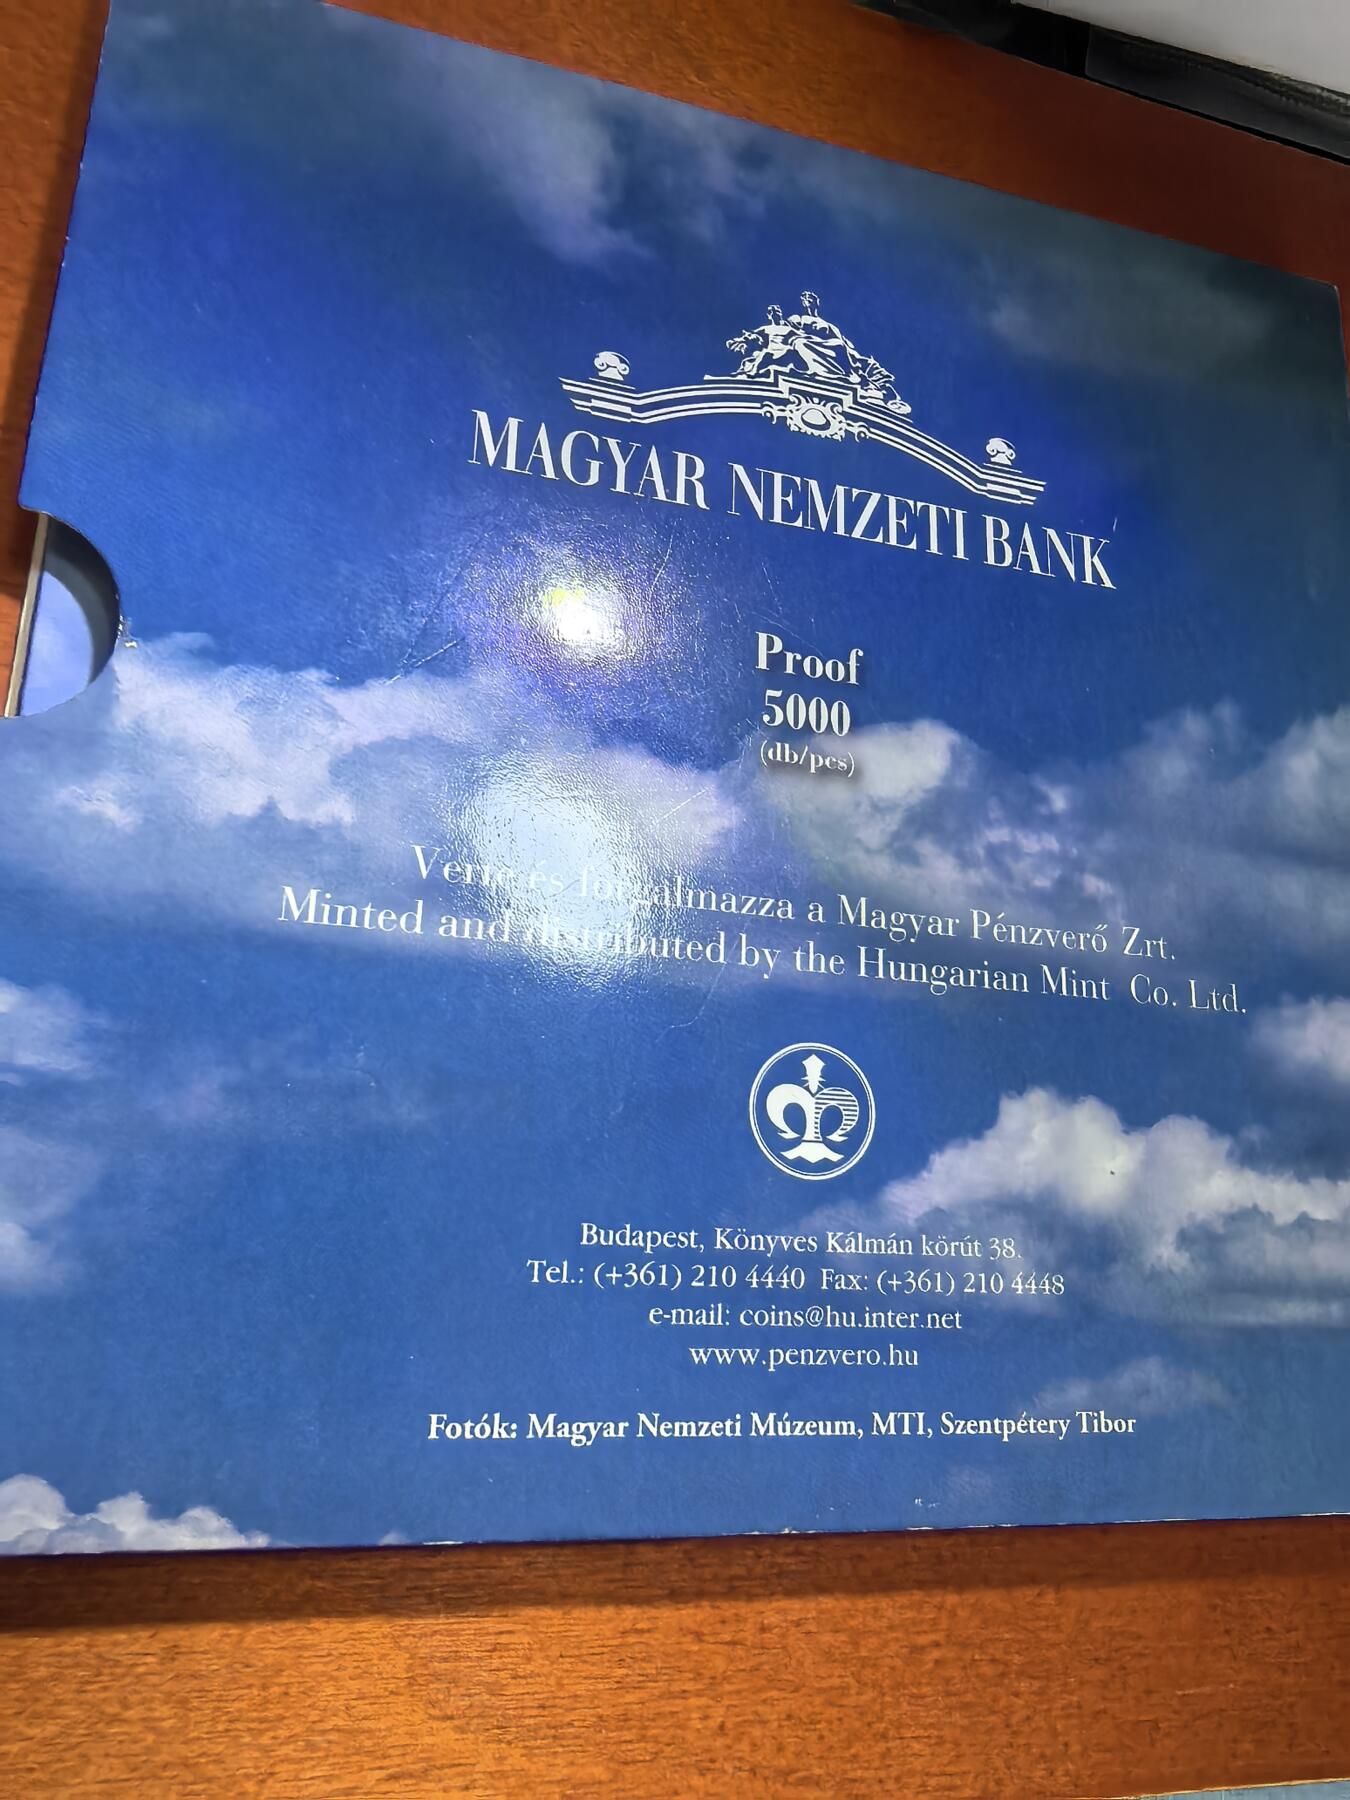 MAGYAR NEMZETI BANK
Proof
5000
(db/pcs)
Verte és forgalmazza a Magyar Pénzverő Zrt.
Minted and distributed by the Hungarian Mint Co. Ltd.
Budapest, Könyves Kálmán körút 38.
Tel.: (+361) 210 4440 Fax: (+361) 210 4448
e-mail: coins@hu.inter.net
www.penzvero.hu
Fotók: Magyar Nemzeti Múzeum, MTI, Szentpétery Tibor